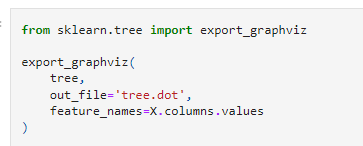 from sklearn.tree import export_graphviz
export_graphviz(
    tree,
    out_file='tree.dot',
    feature_names=X.columns.values
)